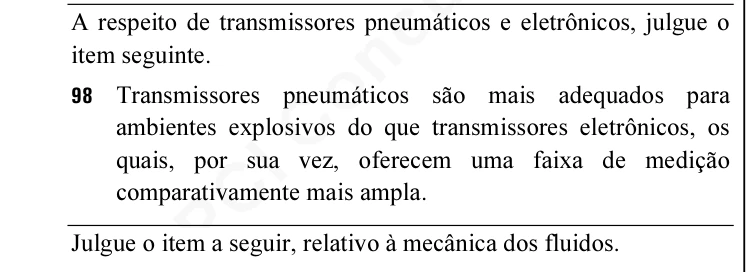 A respeito de transmissores pneumáticos e eletrônicos, julgue o
item seguinte.
98 Transmissores pneumáticos são mais adequados para
ambientes explosivos do que transmissores eletrônicos, os
quais, por sua vez, oferecem uma faixa de medição
comparativamente mais ampla.
Julgue o item a seguir, relativo à mecânica dos fluidos.